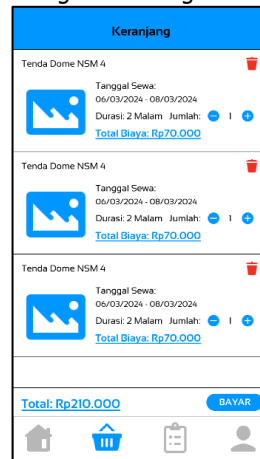 Keranjang
Tenda Dome NSM 4
Tanggal Sewa:
06/03/2024 - 08/03/2024
Durasi: 2 Malam Jumlah: 1
Total Biaya: Rp70.000
Tenda Dome NSM 4
Tanggal Sewa:
06/03/2024 - 08/03/2024
Durasi: 2 Malam Jumlah: 1
Total Biaya: Rp70.000
Tenda Dome NSM 4
Tanggal Sewa:
06/03/2024 - 08/03/2024
Durasi: 2 Malam Jumlah: 1
Total Biaya: Rp70.000
Total: Rp210.000 BAYAR